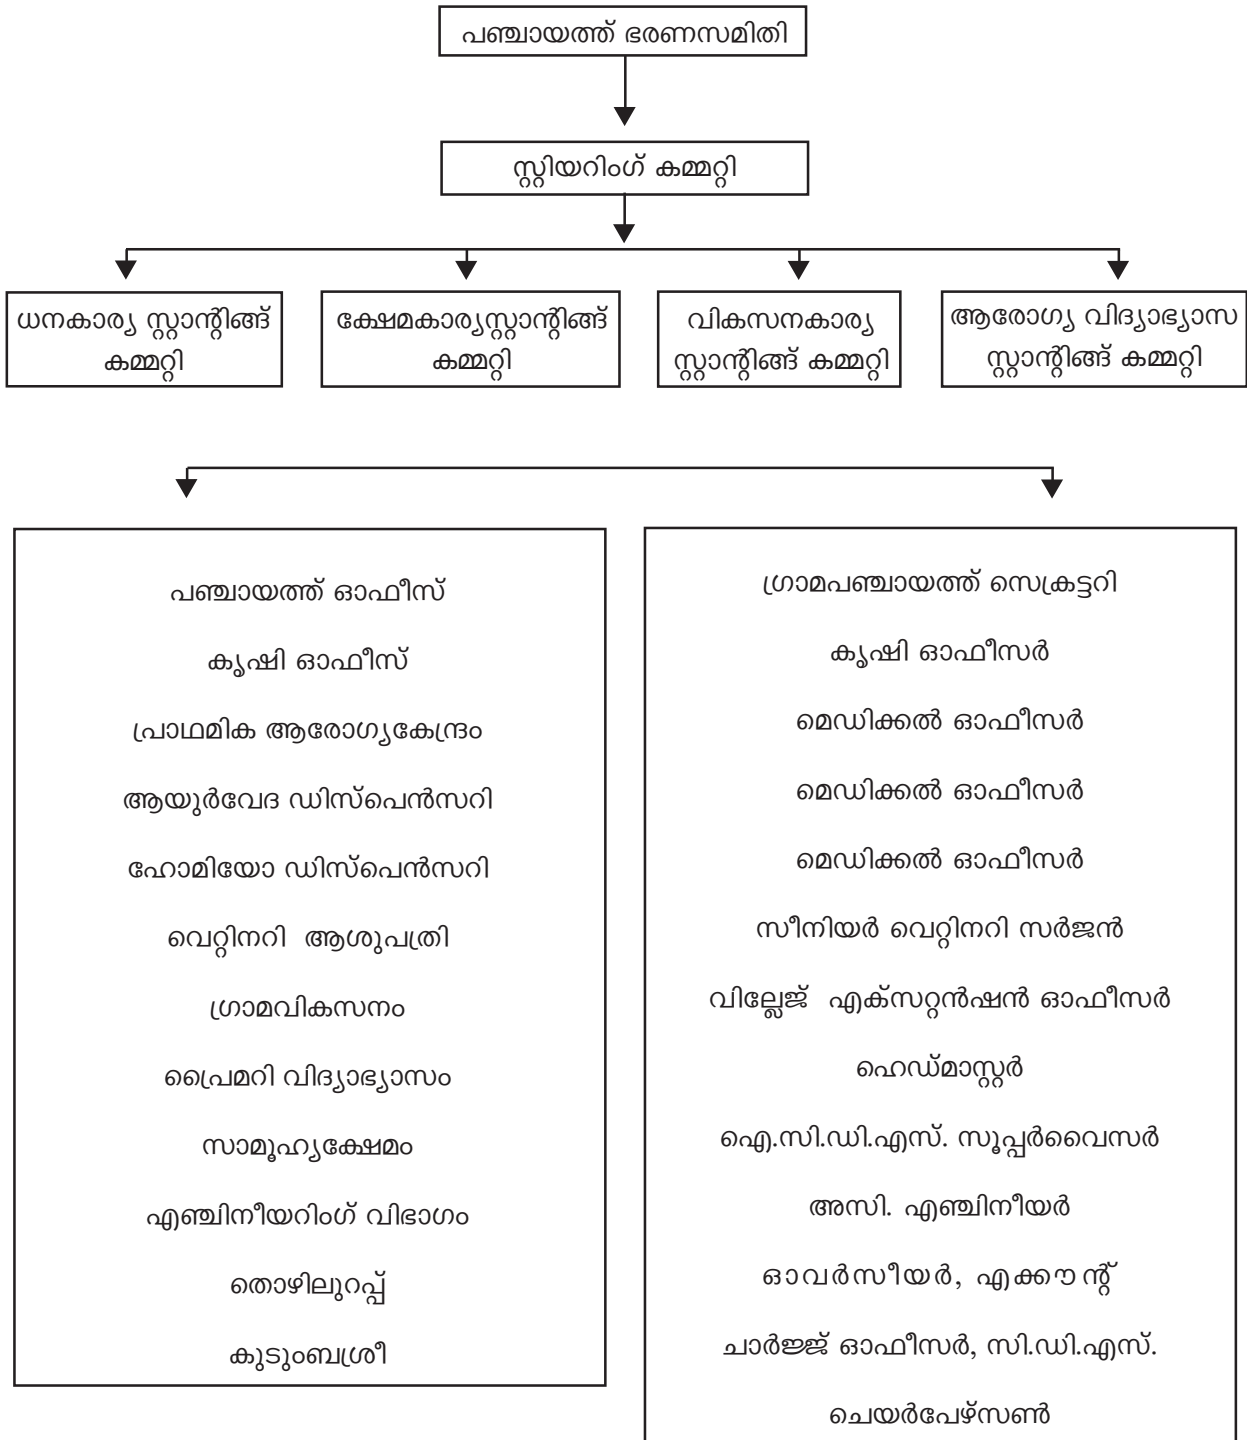 പഞ്ചായത്ത് ഭരണസമിതി
സ്റ്റിയറിംഗ് കമ്മറ്റി
ധനകാര്യ സ്റ്റാന്റിങ്ങ്
കമ്മറ്റി
ക്ഷേമകാര്യസ്റ്റാന്റിങ്ങ്
കമ്മറ്റി
വികസനകാര്യ
സ്റ്റാന്റിങ്ങ് കമ്മറ്റി
ആരോഗ്യ വിദ്യാഭ്യാസ
സ്റ്റാന്റിങ്ങ് കമ്മറ്റി
പഞ്ചായത്ത് ഓഫീസ്
കൃഷി ഓഫീസ്
പ്രാഥമിക ആരോഗ്യകേന്ദ്രം
ആയുർവേദ ഡിസ്പെൻസറി
ഹോമിയോ ഡിസ്പെൻസറി
വെറ്റിനറി ആശുപത്രി
ഗ്രാമവികസനം
പ്രൈമറി വിദ്യാഭ്യാസം
സാമൂഹ്യക്ഷേമം
എഞ്ചിനീയറിംഗ് വിഭാഗം
തൊഴിലുറപ്പ്
കുടുംബശ്രീ
ഗ്രാമപഞ്ചായത്ത് സെക്രട്ടറി
കൃഷി ഓഫീസർ
മെഡിക്കൽ ഓഫീസർ
മെഡിക്കൽ ഓഫീസർ
മെഡിക്കൽ ഓഫീസർ
സീനിയർ വെറ്റിനറി സർജൻ
വില്ലേജ് എക്സറ്റൻഷൻ ഓഫീസർ
ഹെഡ്മാസ്റ്റർ
ഐ.സി.ഡി.എസ്. സൂപ്പർവൈസർ
അസി. എഞ്ചിനീയർ
ഓവർസീയർ, എക്കൗന്റ്
ചാർജ്ജ് ഓഫീസർ, സി.ഡി.എസ്.
ചെയർപേഴ്സൺ